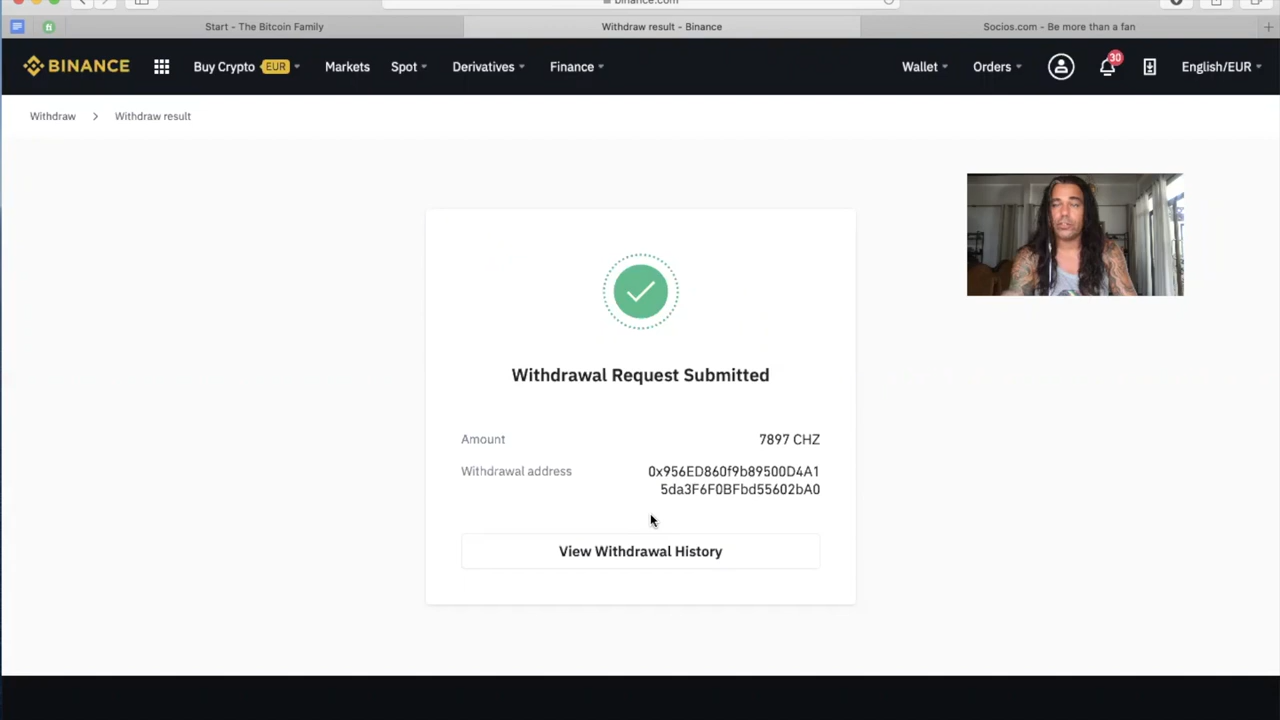 binance.com
Start - The Bitcoin Family
Withdraw result - Binance
Socios.com - Be more than a fan
BINANCE
Buy Crypto EUR
Markets
Spot
Derivatives
Finance
Wallet
Orders
30
English/EUR
Withdraw
Withdraw result
Withdrawal Request Submitted
Amount
7897 CHZ
Withdrawal address
0x956ED860f9b89500D4A1
5da3F6F0BFbd55602bA0
View Withdrawal History